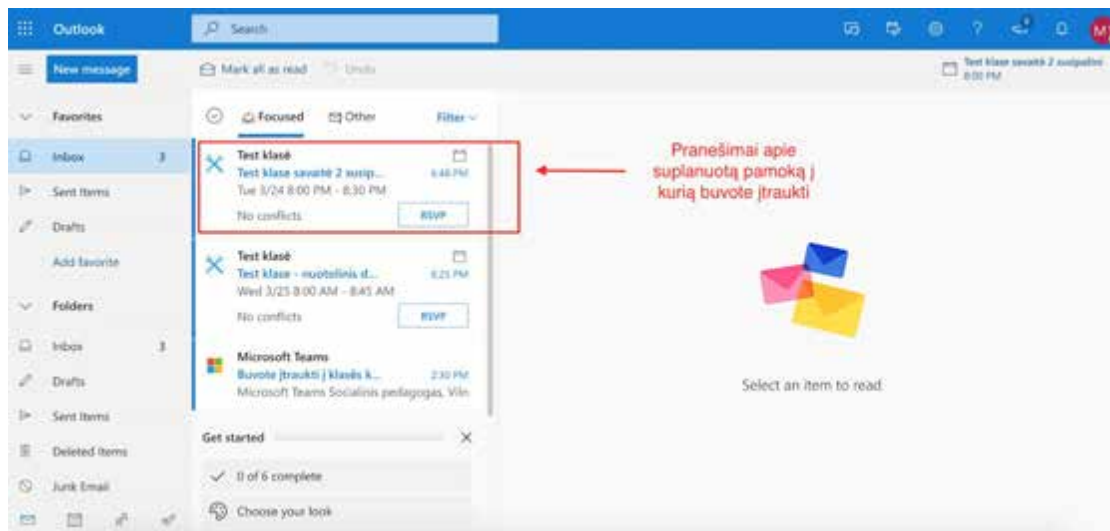 Outlook
Search
New message
Mark all as read
Undo
Test klase savaitė 2 susipažini
8:00 PM
Favorites
Focused
Other
Filter
Inbox 3
Sent Items
Drafts
Add favorite
Folders
Inbox 3
Drafts
Sent Items
Deleted Items
Junk Email
Test klasė
Test klase savaitė 2 susip... 6:48 PM
Tue 3/24 8:00 PM - 8:30 PM
No conflicts
RSVP
Test klasė
Test klase - nuotolinis d... 6:25 PM
Wed 3/25 8:00 AM - 8:45 AM
No conflicts
RSVP
Microsoft Teams
Buvote įtraukti į klasės k... 2:30 PM
Microsoft Teams Socialinis pedagogas, Viln
Get started
0 of 6 complete
Choose your look
Pranešimai apie
suplanuotą pamoką į
kurią buvote įtraukti
Select an item to read
M